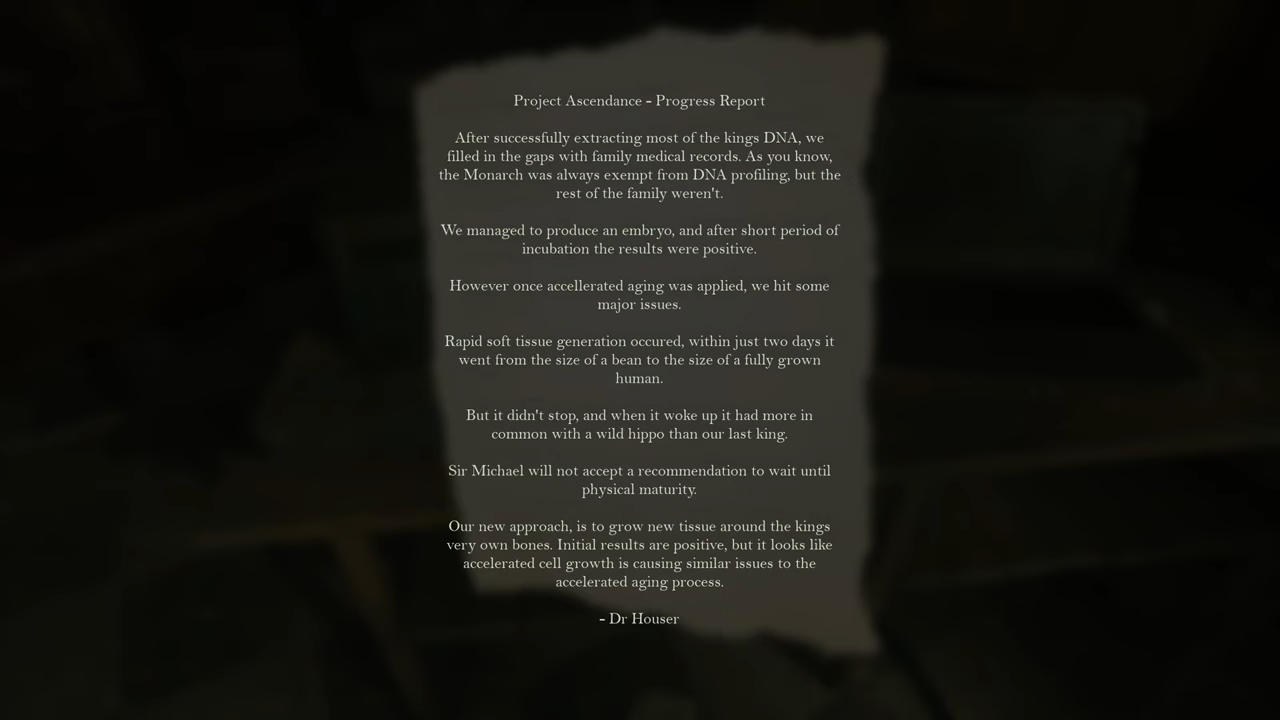 Project Ascendance - Progress Report
After successfully extracting most of the kings DNA, we
filled in the gaps with family medical records. As you know,
the Monarch was always exempt from DNA profiling, but the
rest of the family weren't.
We managed to produce an embryo, and after short period of
incubation the results were positive.
However once accellerated aging was applied, we hit some
major issues.
Rapid soft tissue generation occured, within just two days it
went from the size of a bean to the size of a fully grown
human.
But it didn't stop, and when it woke up it had more in
common with a wild hippo than our last king.
Sir Michael will not accept a recommendation to wait until
physical maturity.
Our new approach, is to grow new tissue around the kings
very own bones. Initial results are positive, but it looks like
accelerated cell growth is causing similar issues to the
accelerated aging process.
- Dr Houser